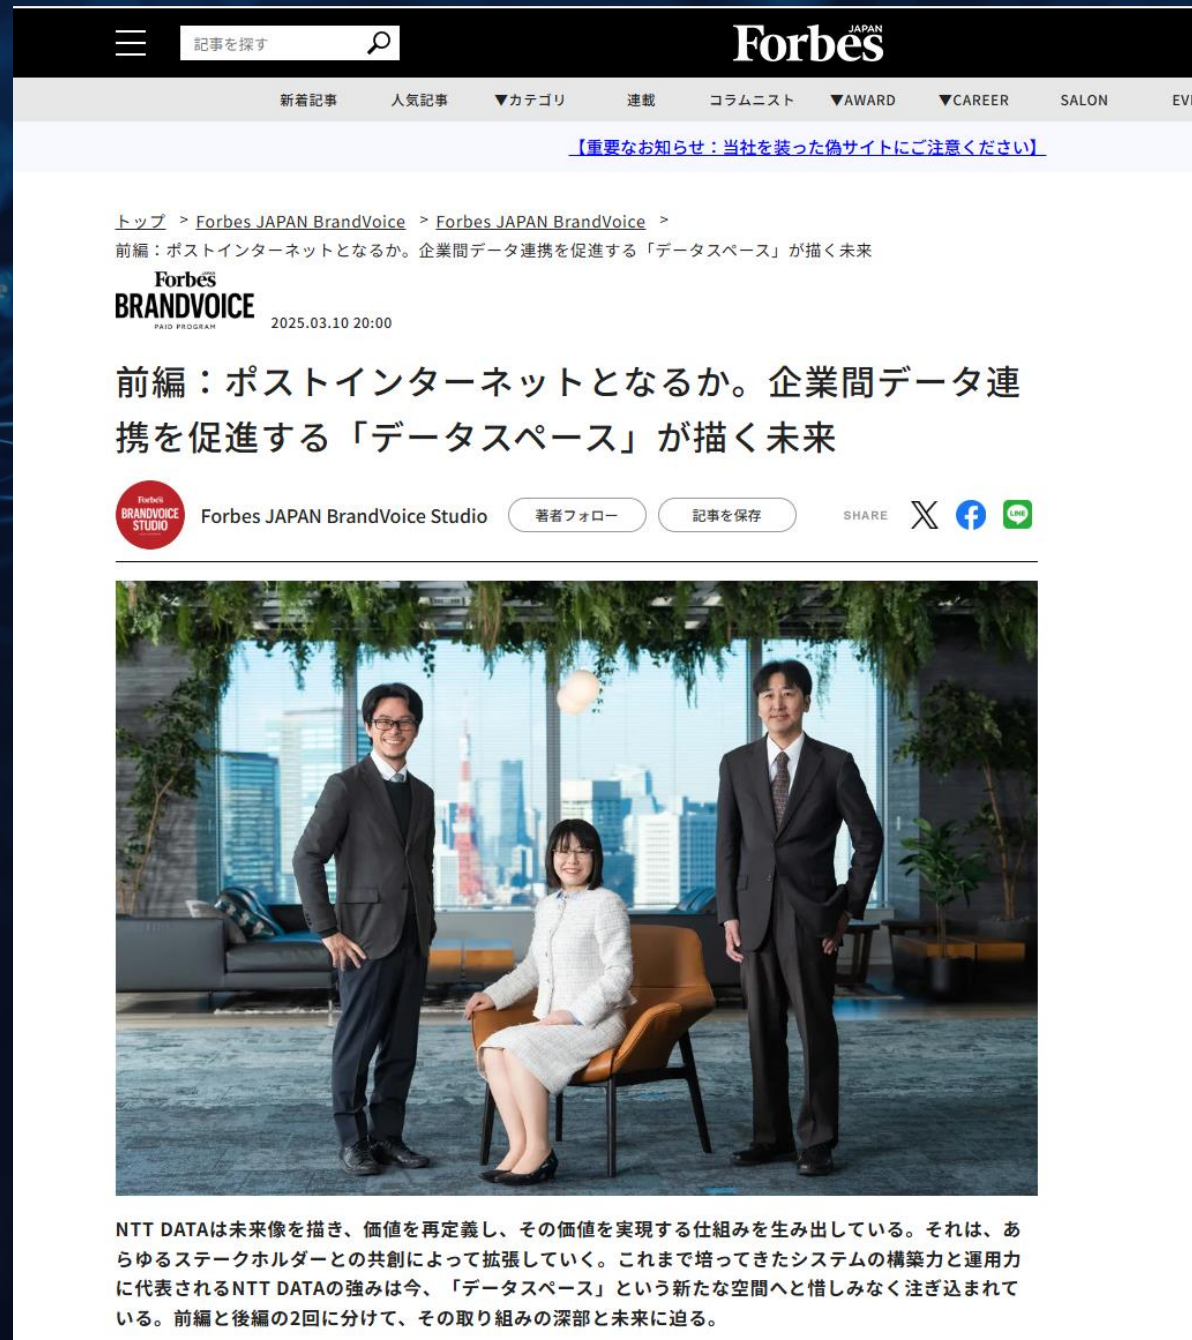 記事を探す
Forbes JAPAN
新着記事 人気記事 ▼カテゴリ 連載 コラムニスト ▼AWARD ▼CAREER SALON EV
【重要なお知らせ：当社を装った偽サイトにご注意ください】
トップ > Forbes JAPAN BrandVoice > Forbes JAPAN BrandVoice >
前編：ポストインターネットとなるか。企業間データ連携を促進する「データスペース」が描く未来
Forbes JAPAN
BRANDVOICE
PAID PROGRAM
2025.03.10 20:00
前編：ポストインターネットとなるか。企業間データ連
携を促進する「データスペース」が描く未来
Forbes
BRANDVOICE
STUDIO
Forbes JAPAN BrandVoice Studio 著者フォロー 記事を保存 SHARE LINE
NTT DATAは未来像を描き、価値を再定義し、その価値を実現する仕組みを生み出している。それは、あ
らゆるステークホルダーとの共創によって拡張していく。これまで培ってきたシステムの構築力と運用力
に代表されるNTT DATAの強みは今、「データスペース」という新たな空間へと惜しみなく注ぎ込まれて
いる。前編と後編の2回に分けて、その取り組みの深部と未来に迫る。